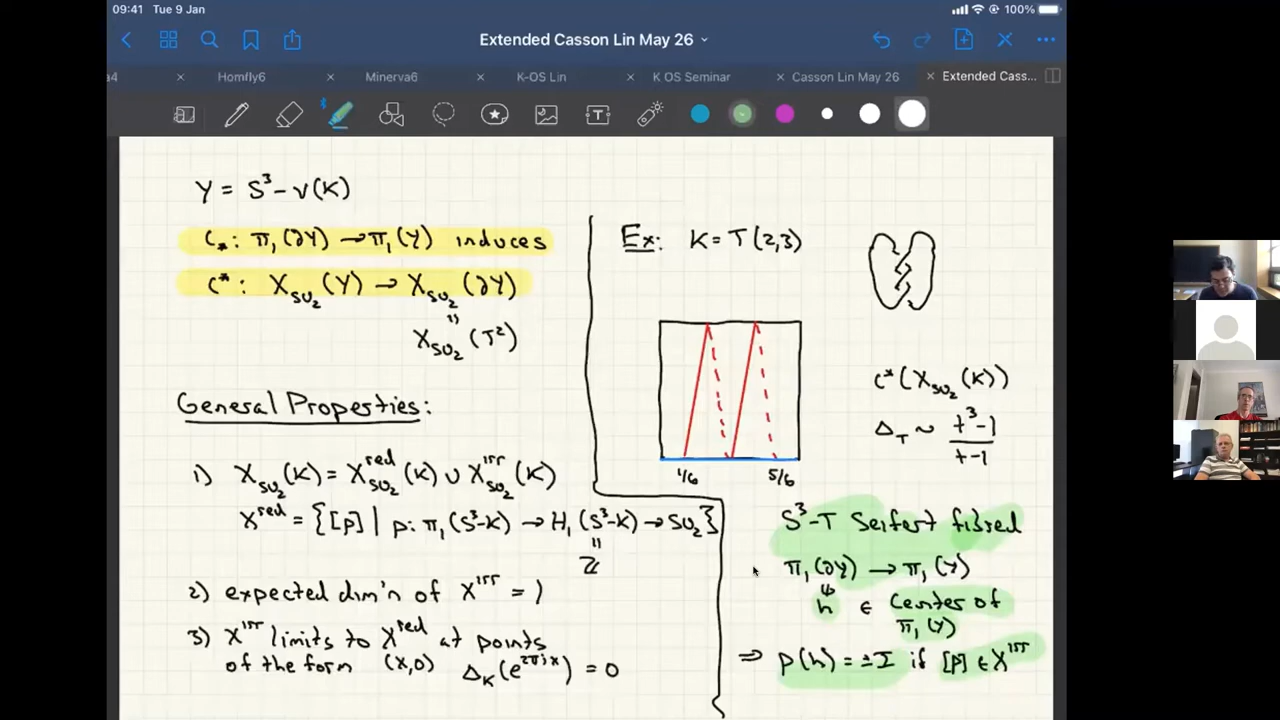 09:41 Tue 9 Jan
100%
Extended Casson Lin May 26
a4
Homfly6
Minerva6
K-OS Lin
K OS Seminar
Casson Lin May 26
Extended Cass...
Y = S³ - ν(K)
C_*: π₁(∂Y) → π₁(Y) induces
C*: X_{SU₂}(Y) → X_{SU₂}(∂Y)
=
X_{SU₂}(T²)
General Properties:
1) X_{SU₂}(K) = X^{red}_{SU₂}(K) ∪ X^{irr}_{SU₂}(K)
X^{red} = {[ρ] | ρ: π₁(S³-K) → H₁(S³-K) → SU₂}
=
ℤ
2) expected dim'n of X^{irr} = 1
3) X^{irr} limits to X^{red} at points
of the form (x,0) Δ_K(e^{2πix}) = 0
Ex: K = T(2,3)
1/6 5/6
C*(X_{SU₂}(K))
Δ_T ~ t³-1 / t-1
S³-T Seifert fibred
π₁(∂Y) → π₁(Y)
h ∈ Center of
π₁(Y)
⇒ ρ(h) = ±I if [ρ] ∈ X^{irr}